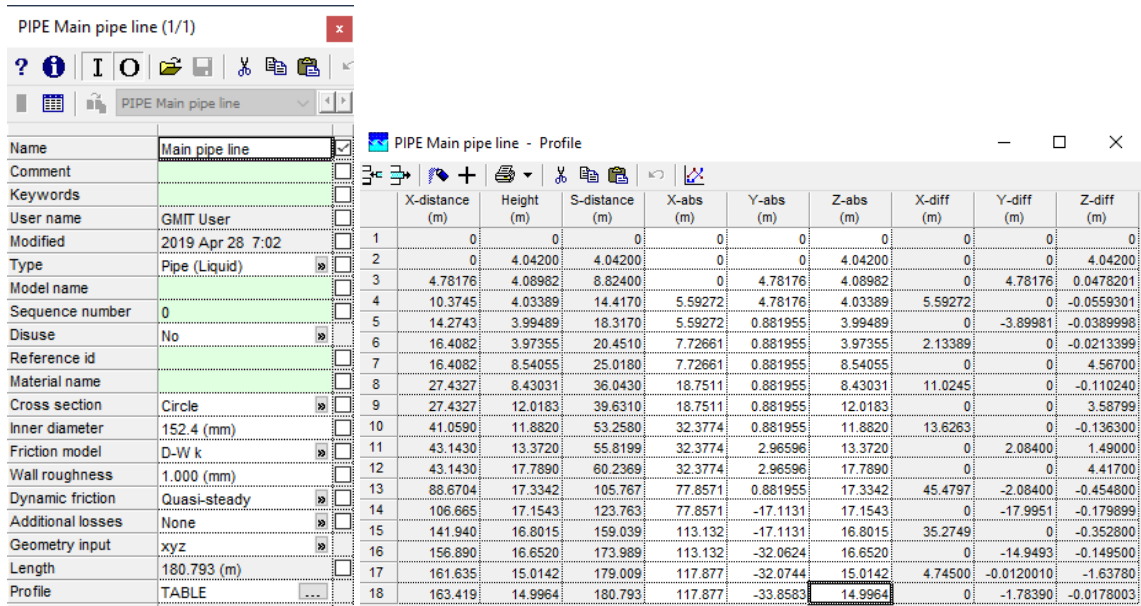 PIPE Main pipe line (1/1)
PIPE Main pipe line
Name Main pipe line
Comment
Keywords
User name GMIT User
Modified 2019 Apr 28 7:02
Type Pipe (Liquid)
Model name
Sequence number 0
Disuse No
Reference id
Material name
Cross section Circle
Inner diameter 152.4 (mm)
Friction model D-W k
Wall roughness 1.000 (mm)
Dynamic friction Quasi-steady
Additional losses None
Geometry input xyz
Length 180.793 (m)
Profile TABLE ...
PIPE Main pipe line - Profile
X-distance Height S-distance X-abs Y-abs Z-abs X-diff Y-diff Z-diff
(m) (m) (m) (m) (m) (m) (m) (m) (m)
1 0 0 0 0 0 0 0 0 0
2 0 4.04200 4.04200 0 0 4.04200 0 0 4.04200
3 4.78176 4.08982 8.82400 0 4.78176 4.08982 0 4.78176 0.0478201
4 10.3745 4.03389 14.4170 5.59272 4.78176 4.03389 5.59272 0 -0.0559301
5 14.2743 3.99489 18.3170 5.59272 0.881955 3.99489 0 -3.89981 -0.0389998
6 16.4082 3.97355 20.4510 7.72661 0.881955 3.97355 2.13389 0 -0.0213399
7 16.4082 8.54055 25.0180 7.72661 0.881955 8.54055 0 0 4.56700
8 27.4327 8.43031 36.0430 18.7511 0.881955 8.43031 11.0245 0 -0.110240
9 27.4327 12.0183 39.6310 18.7511 0.881955 12.0183 0 0 3.58799
10 41.0590 11.8820 53.2580 32.3774 0.881955 11.8820 13.6263 0 -0.136300
11 43.1430 13.3720 55.8199 32.3774 2.96596 13.3720 0 2.08400 1.49000
12 43.1430 17.7890 60.2369 32.3774 2.96596 17.7890 0 0 4.41700
13 88.6704 17.3342 105.767 77.8571 0.881955 17.3342 45.4797 -2.08400 -0.454800
14 106.665 17.1543 123.763 77.8571 -17.1131 17.1543 0 -17.9951 -0.179899
15 141.940 16.8015 159.039 113.132 -17.1131 16.8015 35.2749 0 -0.352800
16 156.890 16.6520 173.989 113.132 -32.0624 16.6520 0 -14.9493 -0.149500
17 161.635 15.0142 179.009 117.877 -32.0744 15.0142 4.74500 -0.0120010 -1.63780
18 163.419 14.9964 180.793 117.877 -33.8583 14.9964 0 -1.78390 -0.0178003